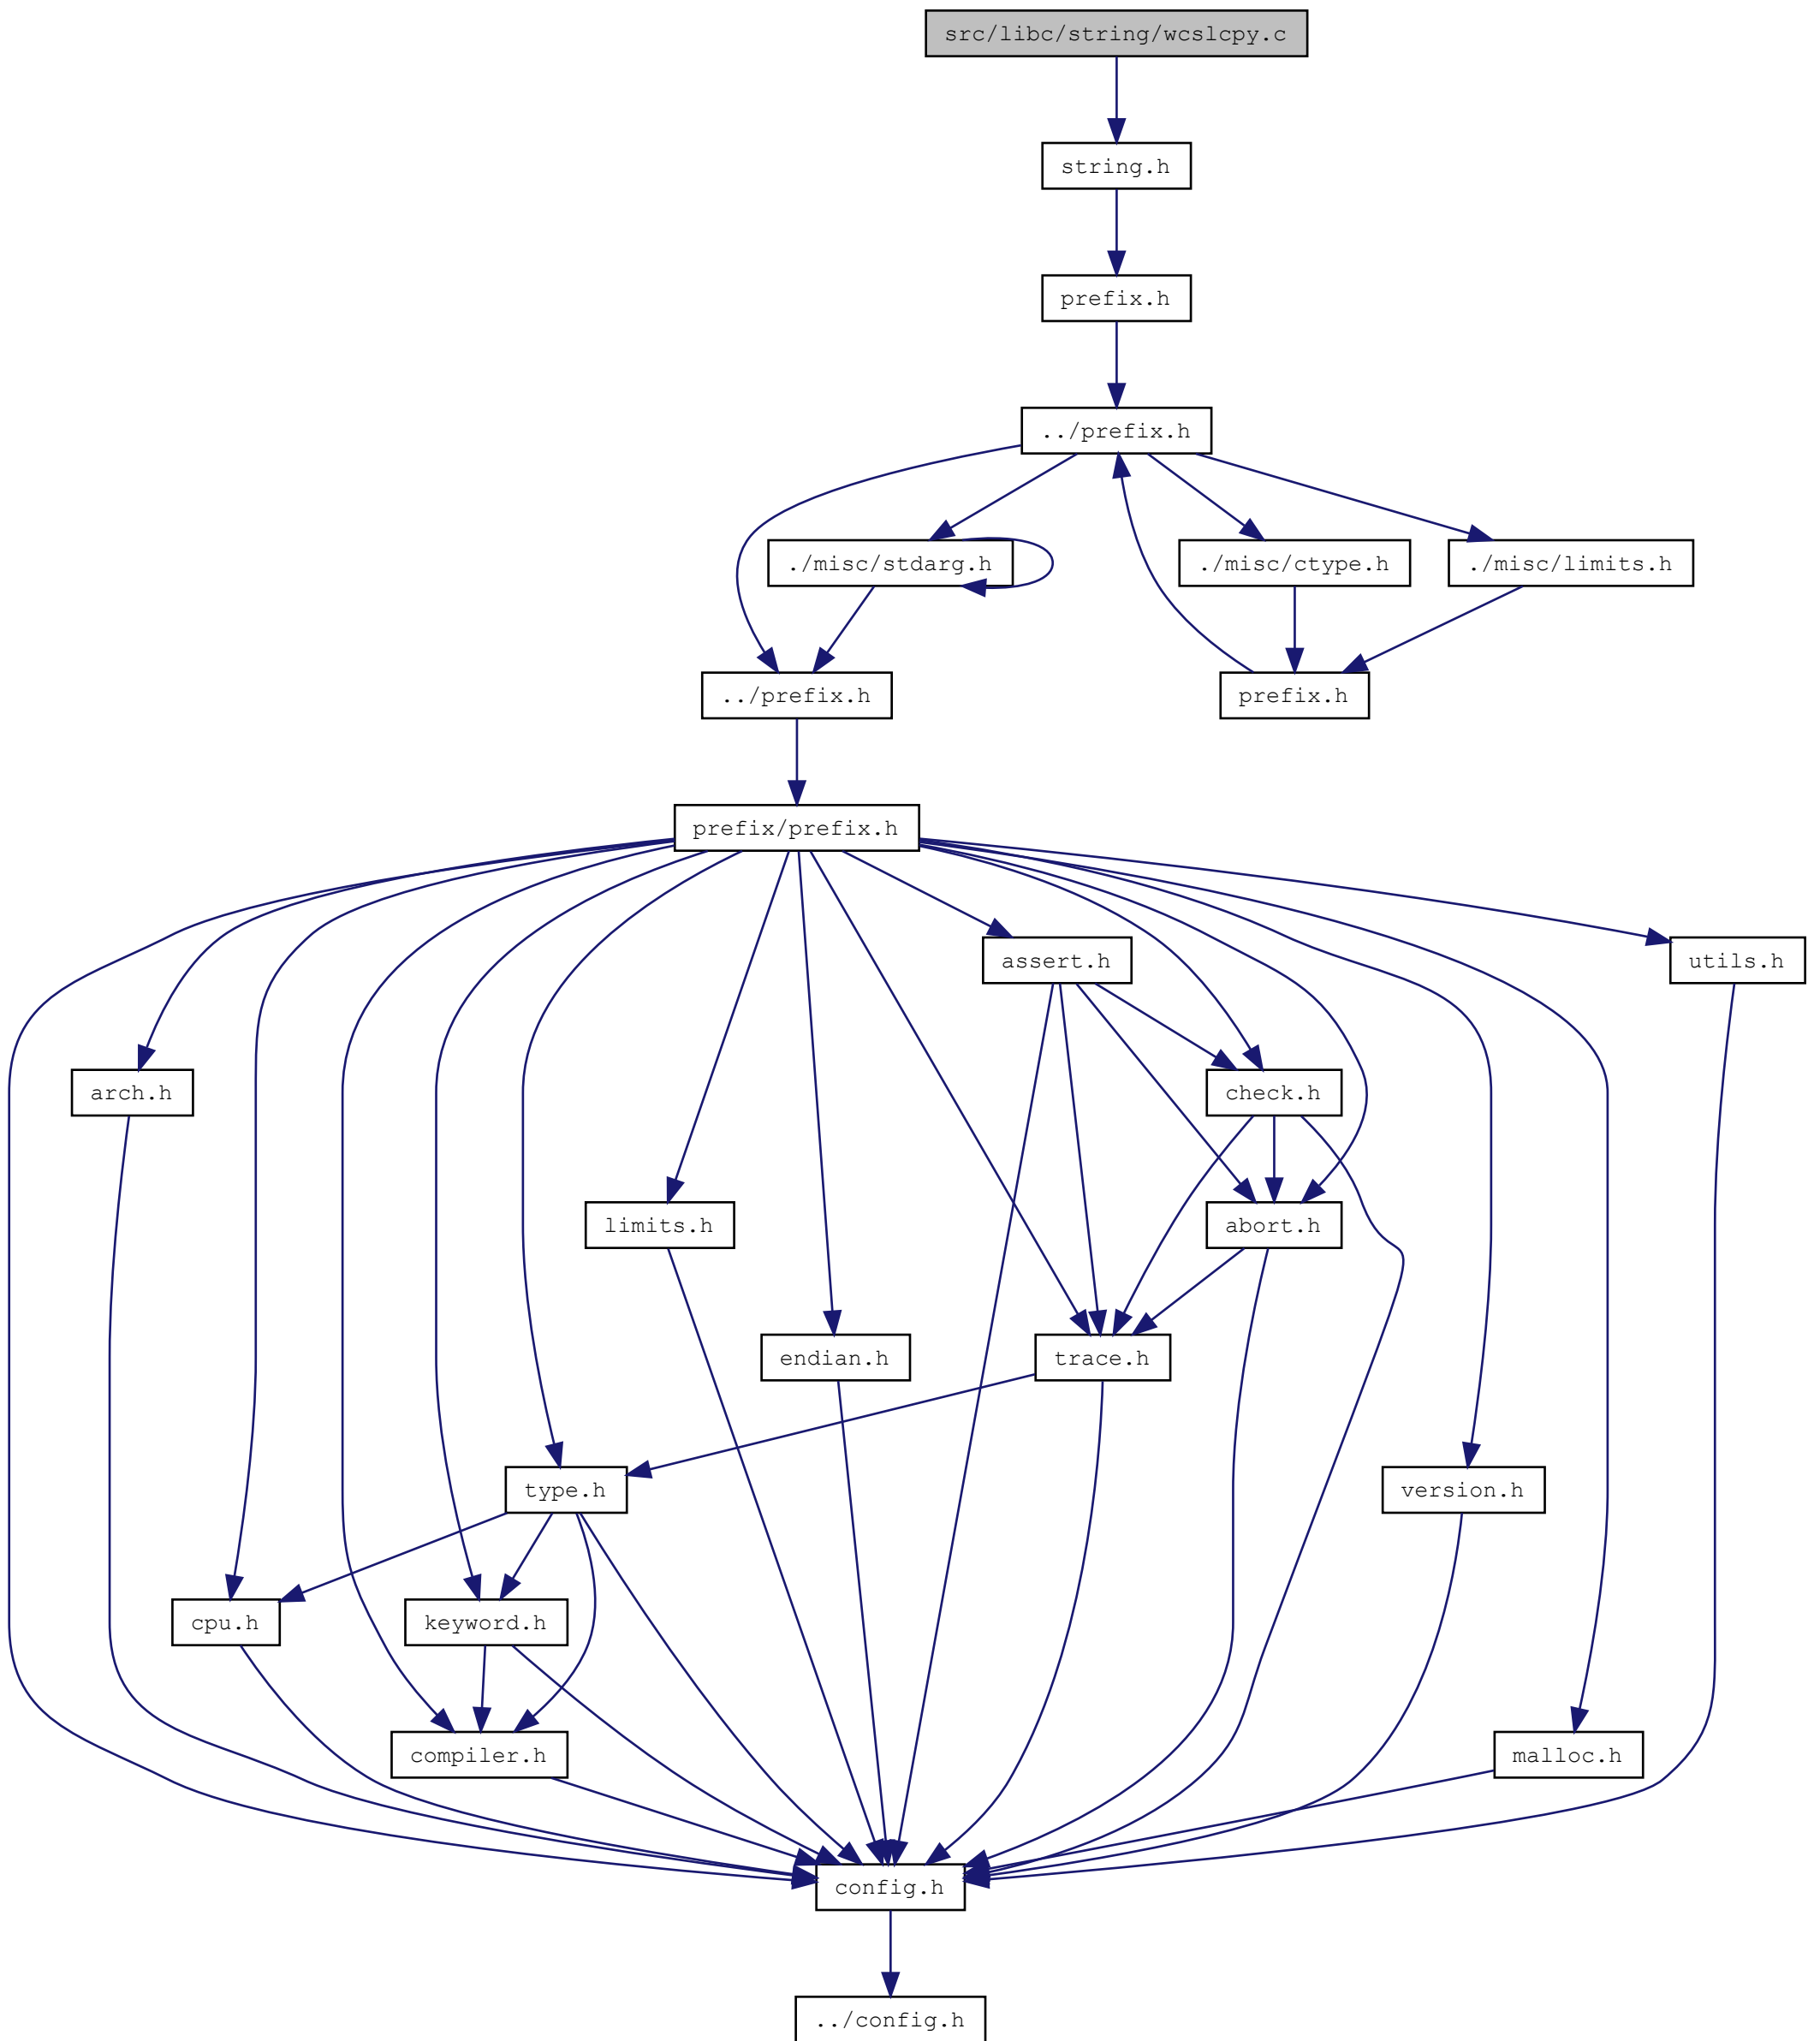 src/libc/string/wcslcpy.c
string.h
prefix.h
../prefix.h
./misc/stdarg.h
./misc/ctype.h
./misc/limits.h
../prefix.h
prefix.h
prefix/prefix.h
assert.h
utils.h
arch.h
check.h
limits.h
abort.h
endian.h
trace.h
type.h
version.h
cpu.h
keyword.h
compiler.h
malloc.h
config.h
../config.h